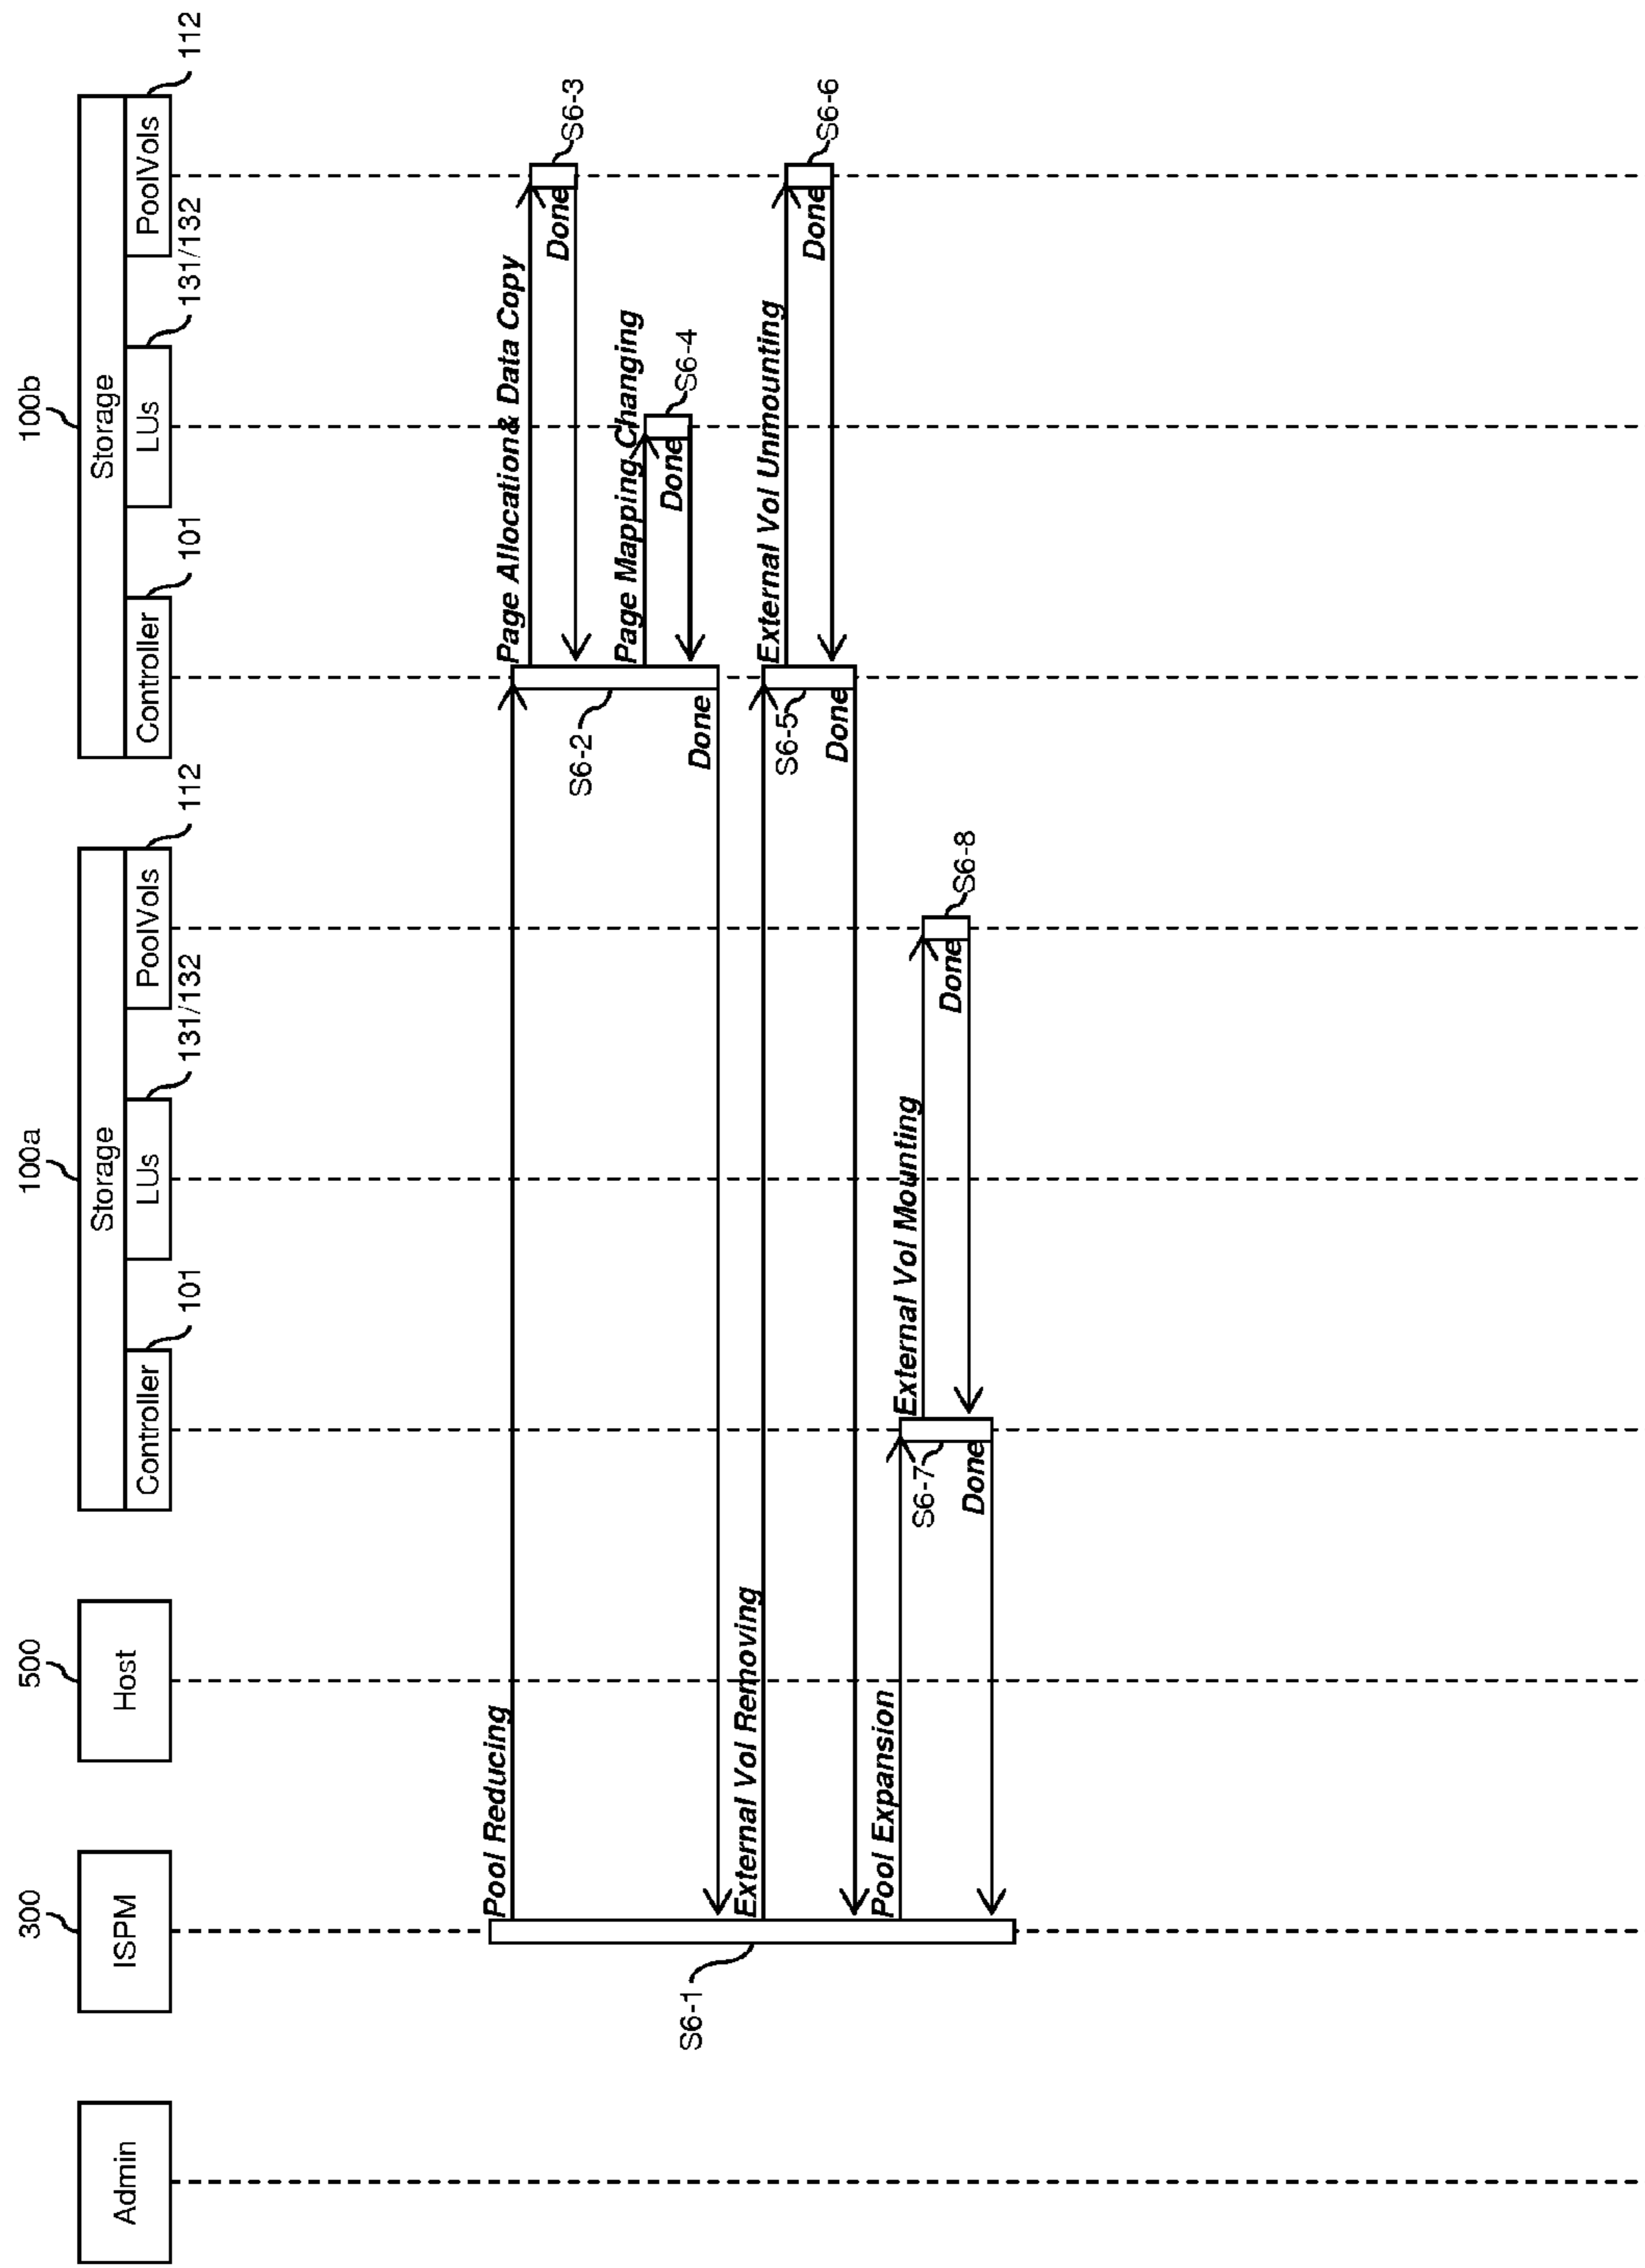 100a
100b
300
500
Storage
Storage
Admin
ISPM
Host
Controller
LUs
PoolVols
Controller
LUs
PoolVols
101
131/132
112
101
131/132
112
Pool Reducing
Page Allocation& Data Copy
Done
S6-3
S6-2
Page Mapping Changing
Done
S6-4
Done
S6-1
External Vol Removing
External Vol Unmounting
S6-5
Done
S6-6
Done
Pool Expansion
External Vol Mounting
S6-7
Done
S6-8
Done